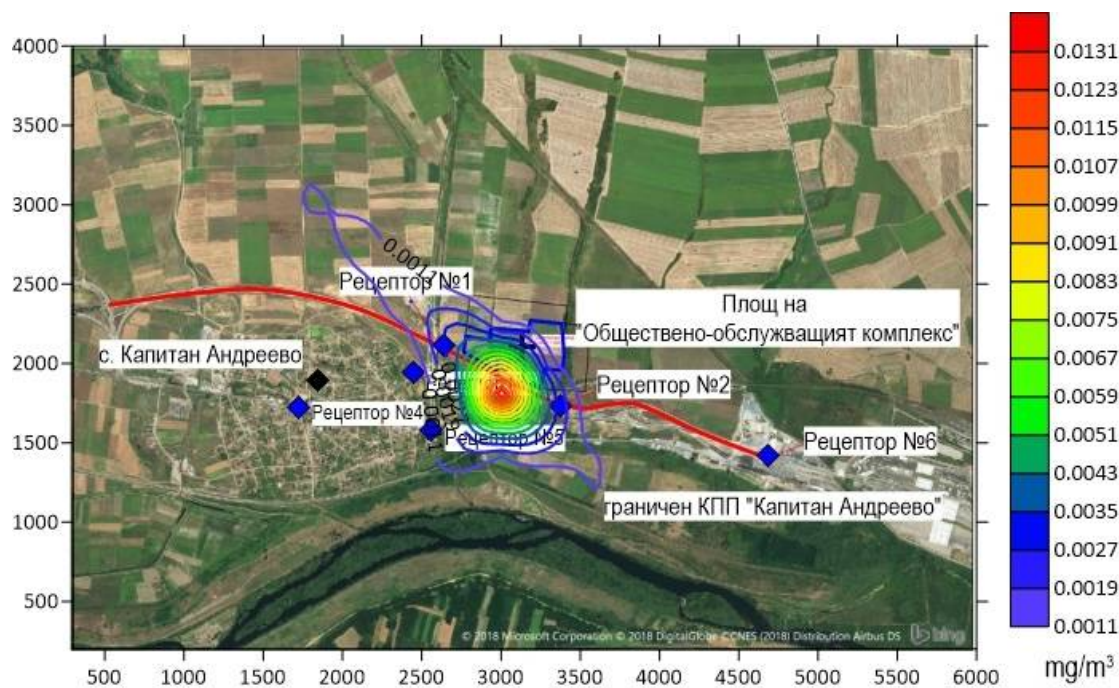 4000
3500
3000
2500
2000
1500
1000
500
500 1000 1500 2000 2500 3000 3500 4000 4500 5000 5500 6000
0.0011
Рецептор №1
Площ на
"Обществено-обслужващият комплекс"
с. Капитан Андреево
Рецептор №2
Рецептор №4
Рецептор №5
Рецептор №6
граничен КПП "Капитан Андреево"
© 2018 Microsoft Corporation © 2018 DigitalGlobe © CNES (2018) Distribution Airbus DS
bing
0.0131
0.0123
0.0115
0.0107
0.0099
0.0091
0.0083
0.0075
0.0067
0.0059
0.0051
0.0043
0.0035
0.0027
0.0019
0.0011
mg/m³